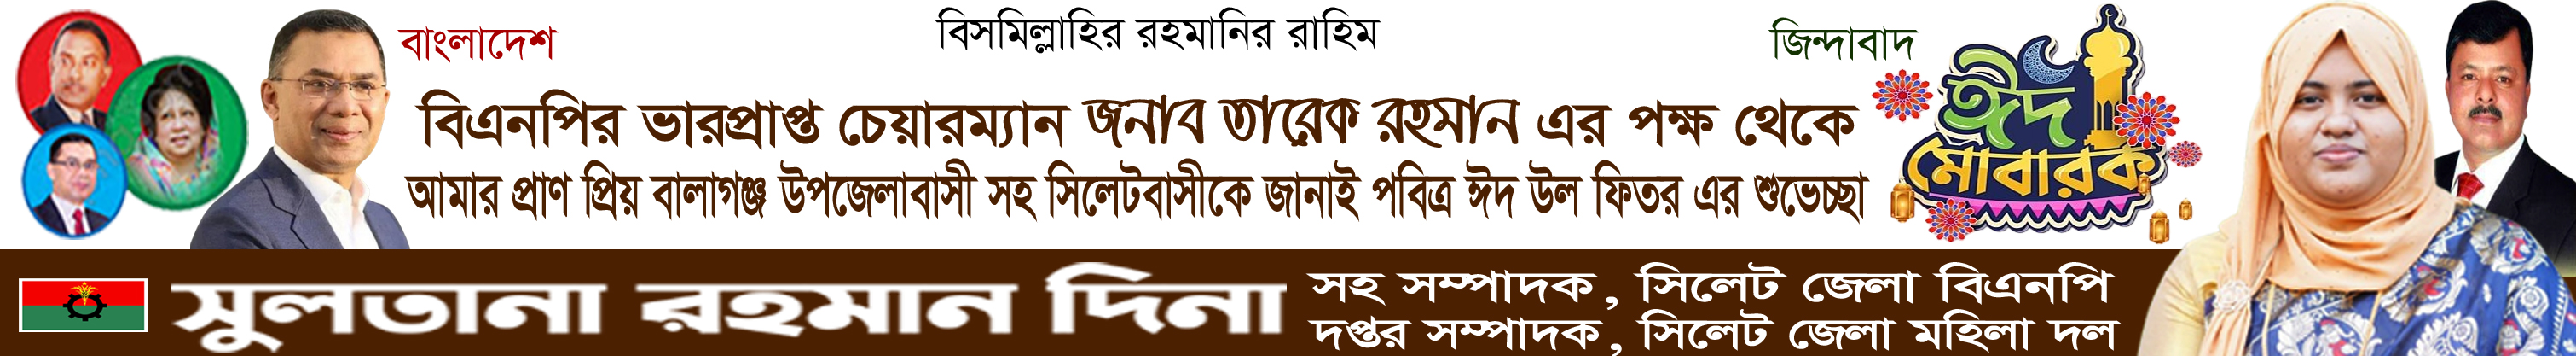 বিসমিল্লাহির রহমানির রাহিম
বাংলাদেশ
জিন্দাবাদ
বিএনপির ভারপ্রাপ্ত চেয়ারম্যান জনাব তারেক রহমান এর পক্ষ থেকে
আমার প্রাণ প্রিয় বালাগঞ্জ উপজেলাবাসী সহ সিলেটবাসীকে জানাই পবিত্র ঈদ উল ফিতর এর শুভেচ্ছা
ঈদ
মোবারক
সুলতানা রহমান দিনা
সহ সম্পাদক, সিলেট জেলা বিএনপি
দপ্তর সম্পাদক, সিলেট জেলা মহিলা দল